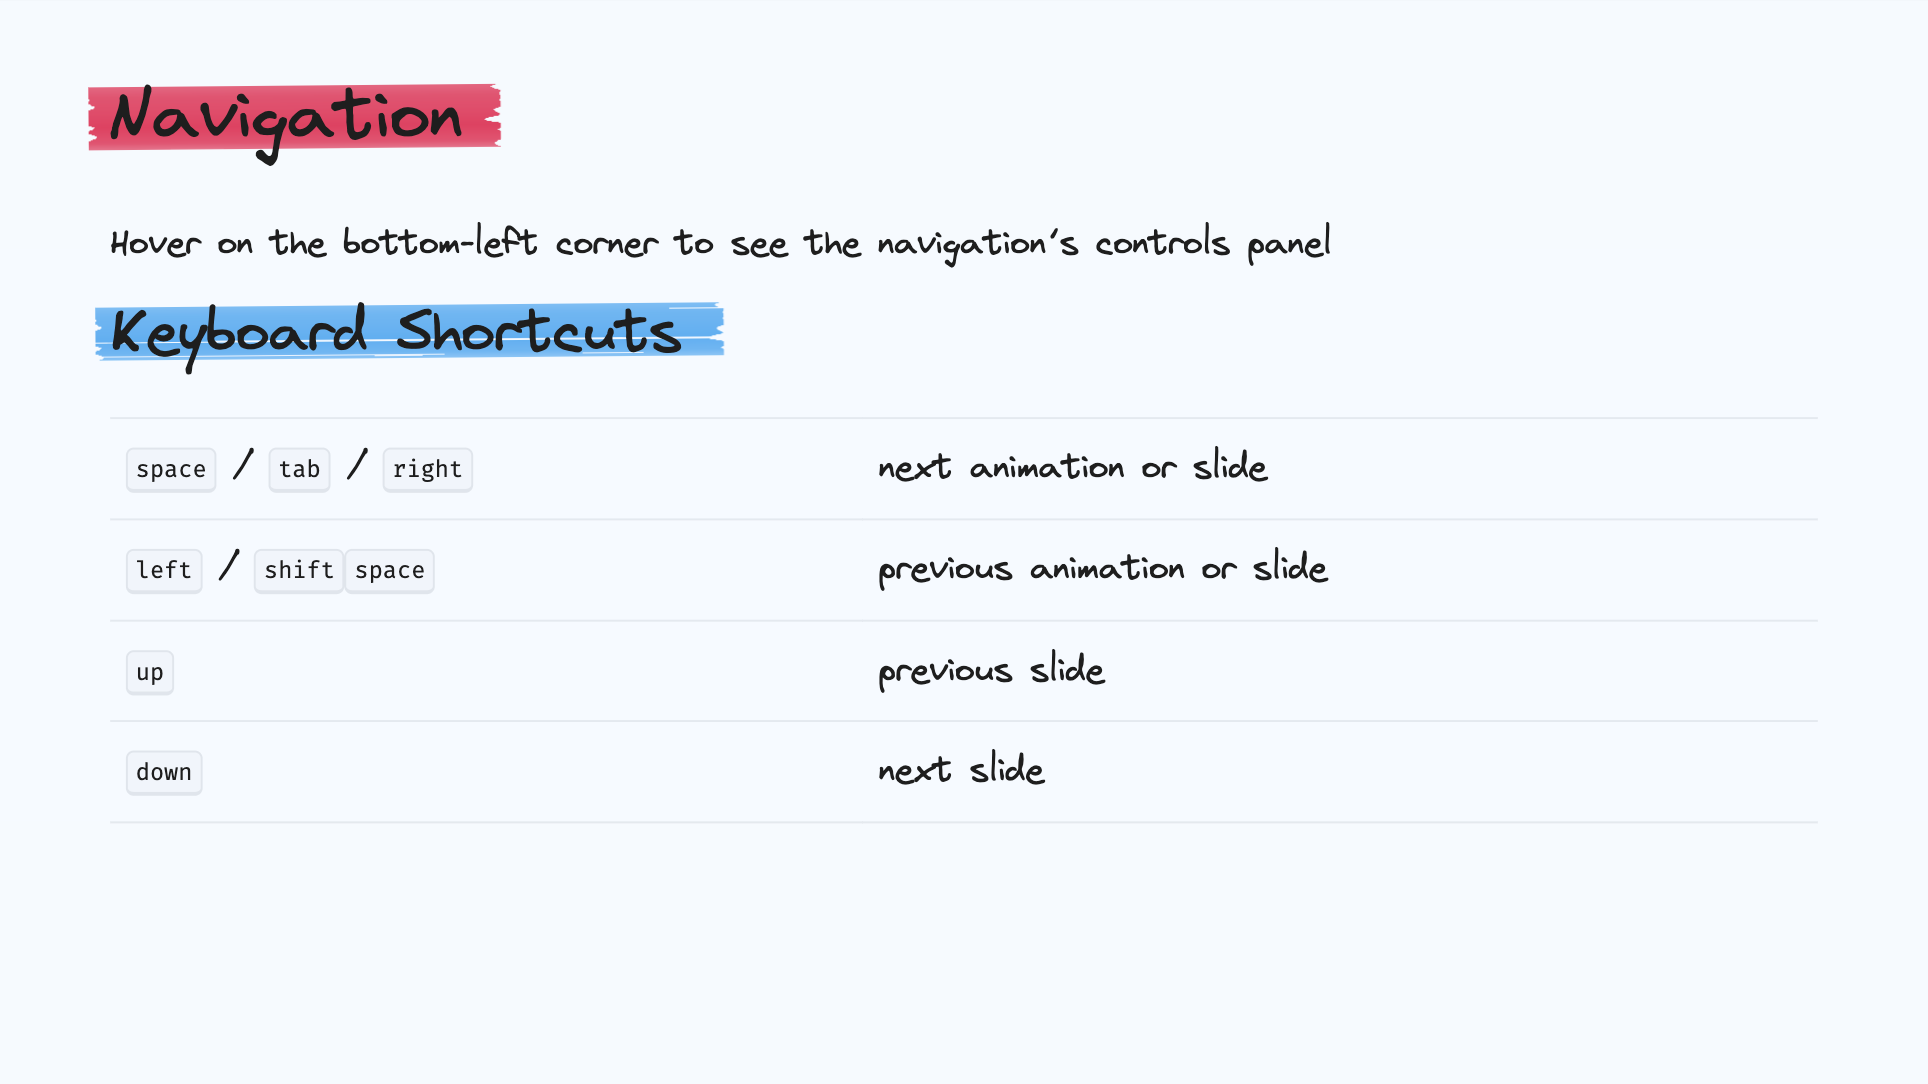 Navigation
Hover on the bottom-left corner to see the navigation's controls panel
Keyboard Shortcuts
space / tab / right next animation or slide
left / shift space previous animation or slide
up previous slide
down next slide